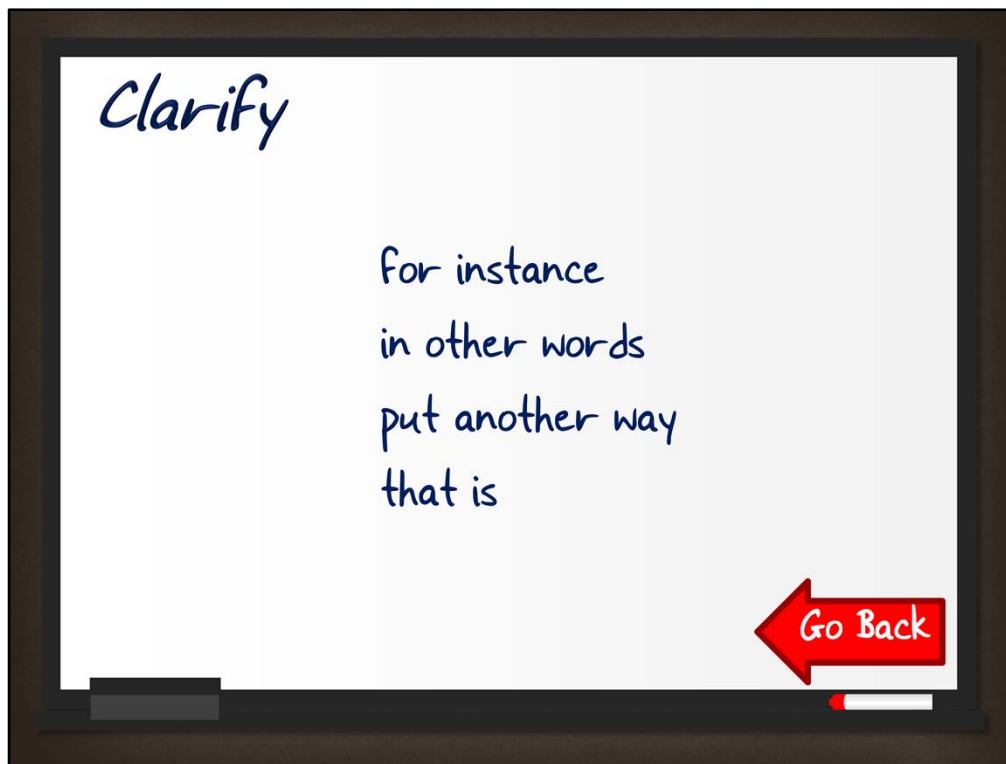 Clarify
for instance
in other words
put another way
that is
Go Back